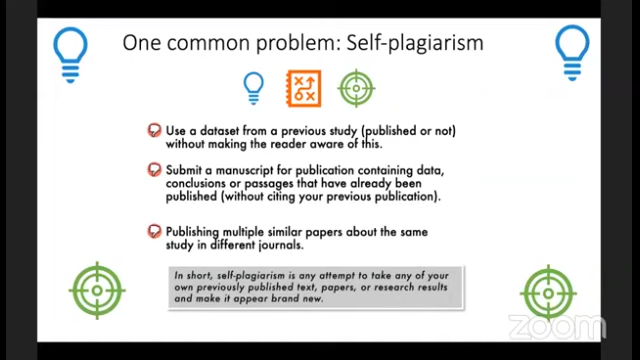 One common problem: Self-plagiarism
Use a dataset from a previous study (published or not)
without making the reader aware of this.
Submit a manuscript for publication containing data,
conclusions or passages that have already been
published (without citing your previous publication).
Publishing multiple similar papers about the same
study in different journals.
In short, self-plagiarism is any attempt to take any of your
own previously published text, papers, or research results
and make it appear brand new.
zoom